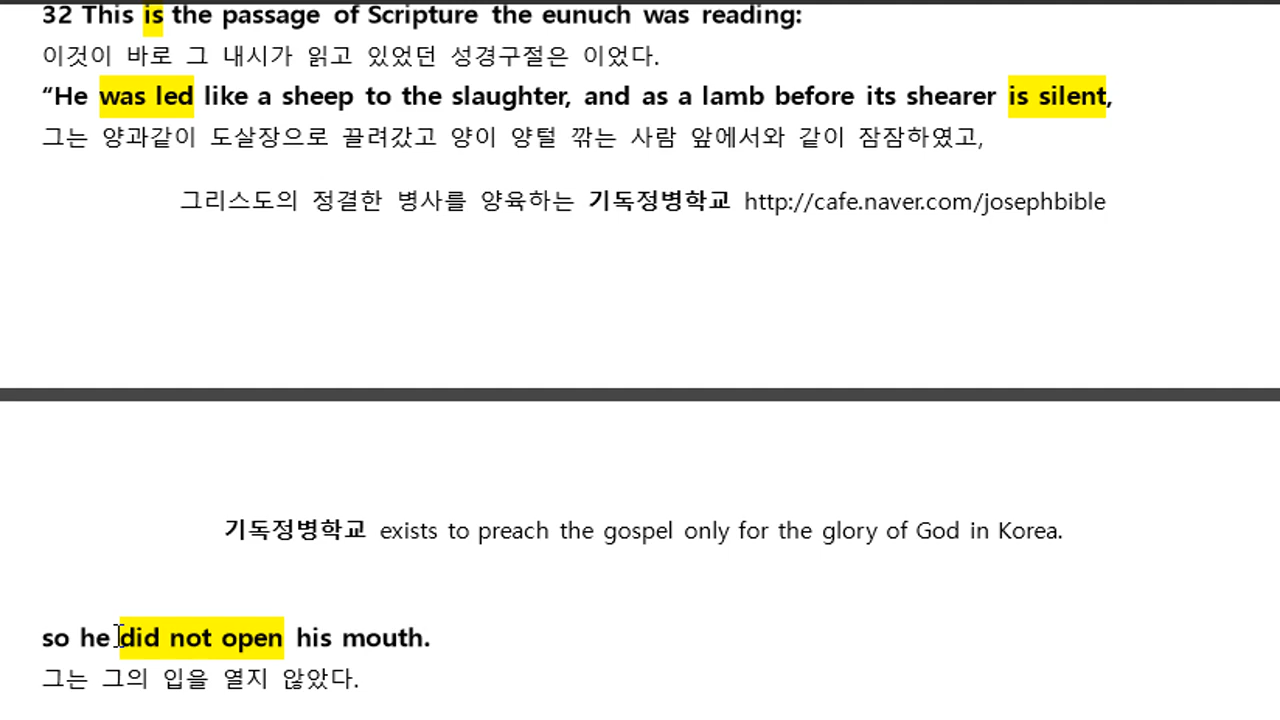 32 This is the passage of Scripture the eunuch was reading:
이것이 바로 그 내시가 읽고 있었던 성경구절은 이었다.
“He was led like a sheep to the slaughter, and as a lamb before its shearer is silent,
그는 양과같이 도살장으로 끌려갔고 양이 양털 깎는 사람 앞에서와 같이 잠잠하였고,
그리스도의 정결한 병사를 양육하는 기독정병학교 http://cafe.naver.com/josephbible
기독정병학교 exists to preach the gospel only for the glory of God in Korea.
so he did not open his mouth.
그는 그의 입을 열지 않았다.